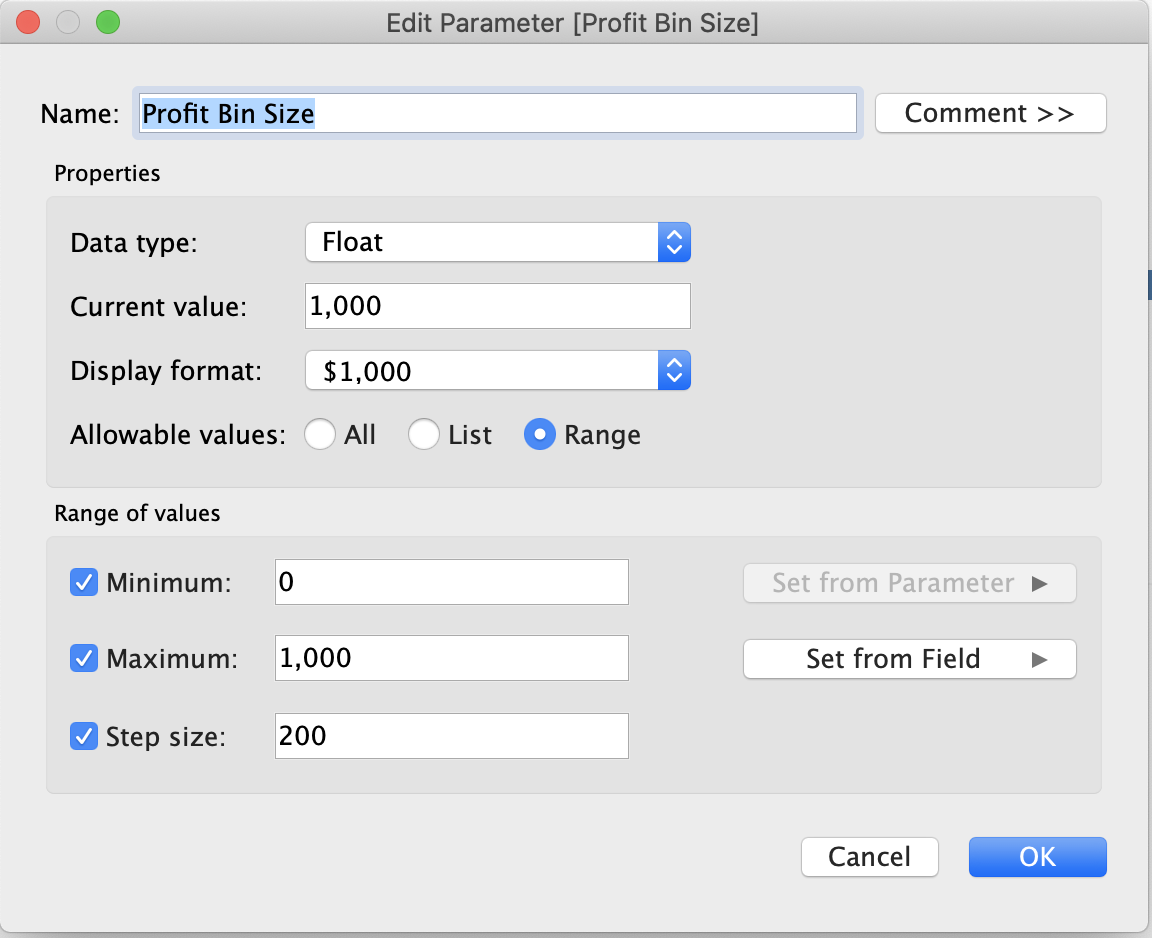 Edit Parameter [Profit Bin Size]
Name: Profit Bin Size Comment >>
Properties
Data type: Float
Current value: 1,000
Display format: $1,000
Allowable values: All List Range
Range of values
Minimum: 0 Set from Parameter ▶
Maximum: 1,000 Set from Field ▶
Step size: 200
Cancel OK